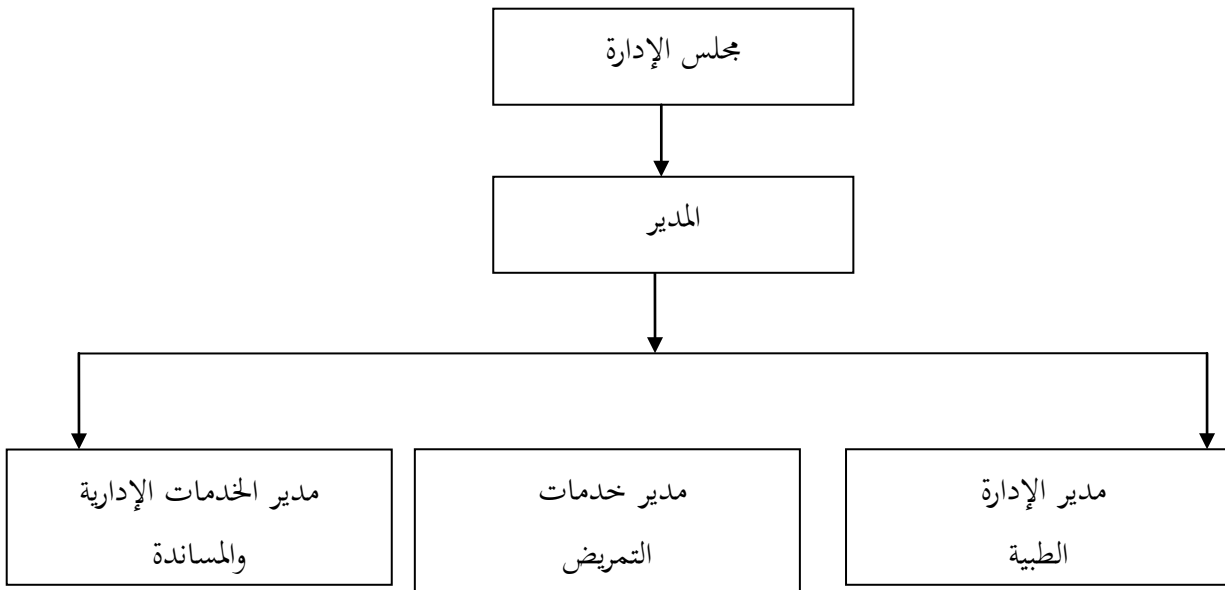 مجلس الإدارة
المدير
مدير الإدارة
الطبية
مدير خدمات
التمريض
مدير الخدمات الإدارية
والمساندة